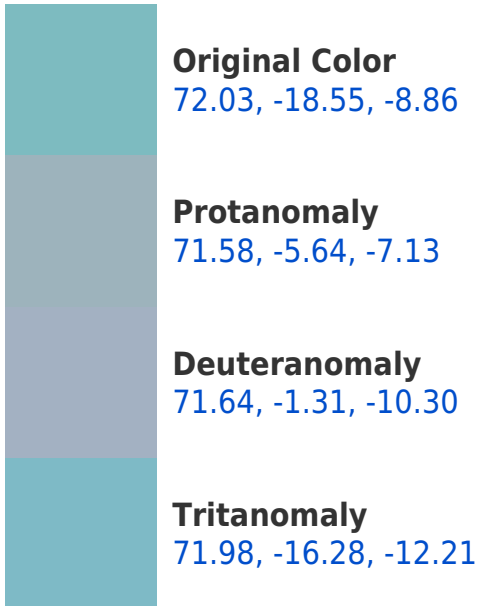 Original Color
72.03, -18.55, -8.86
Protanomaly
71.58, -5.64, -7.13
Deuteranomaly
71.64, -1.31, -10.30
Tritanomaly
71.98, -16.28, -12.21